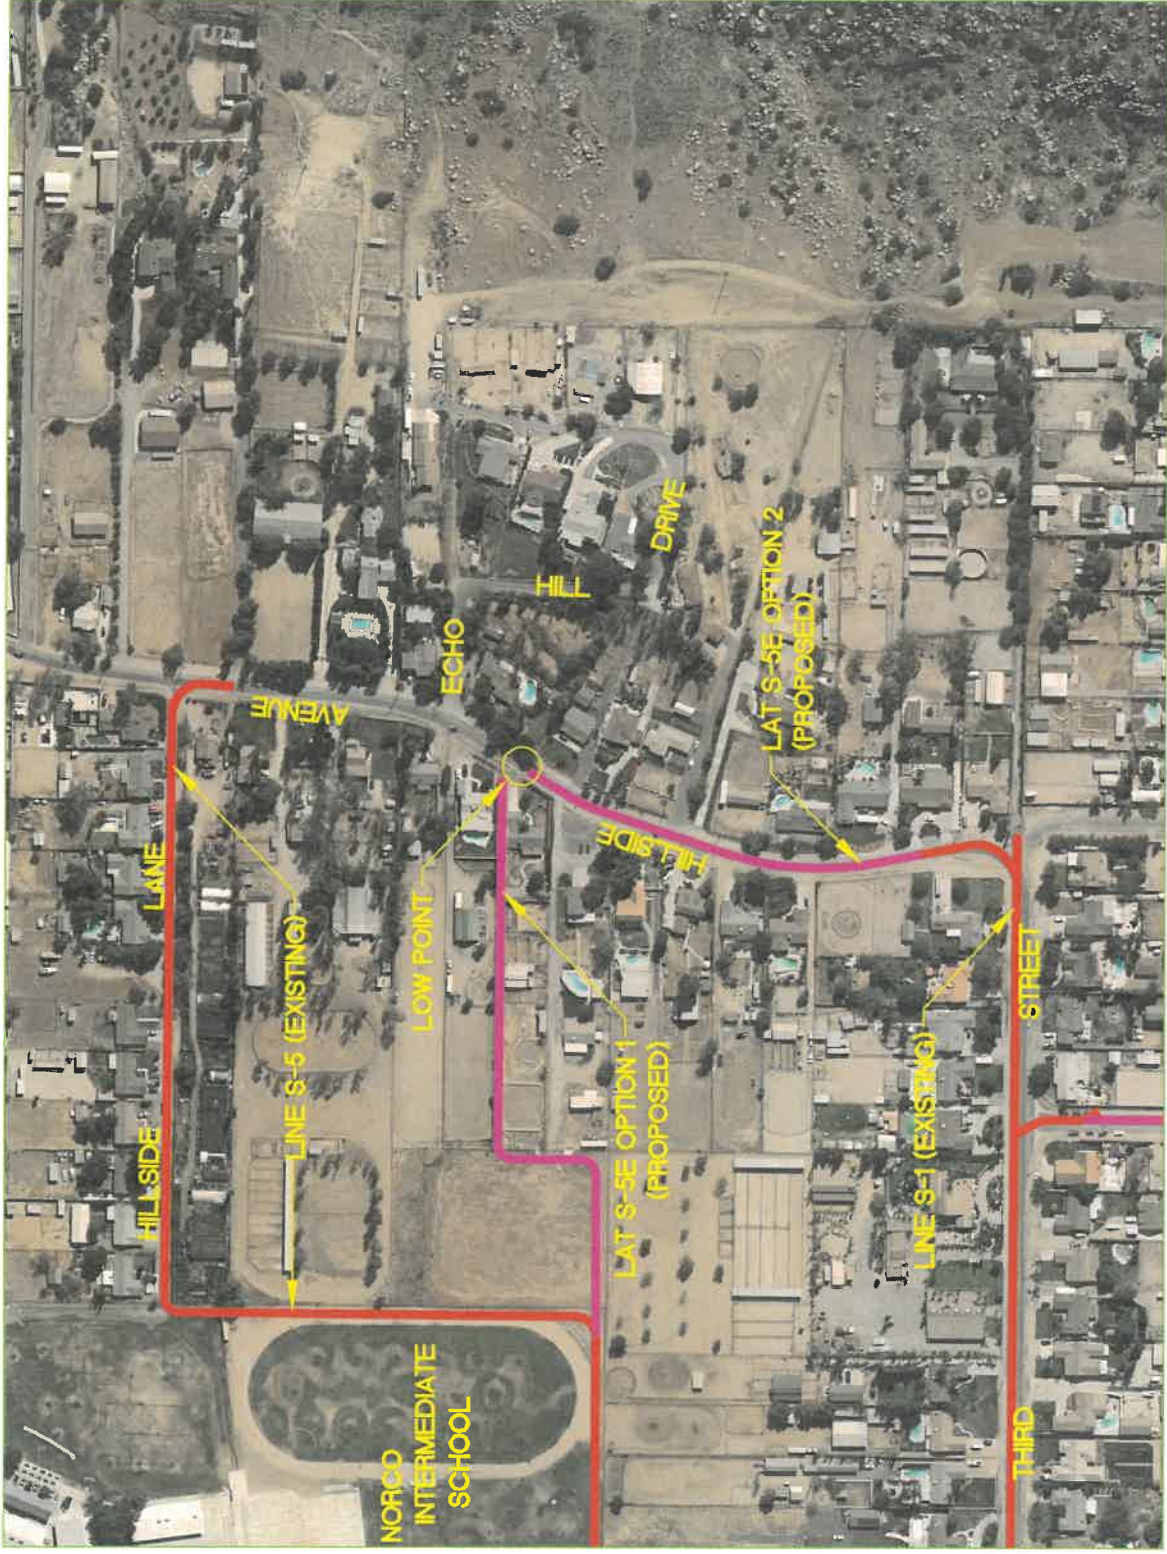 HILLSIDE
LANE
AVENUE
LINE S-5 (EXISTING)
NORCO
INTERMEDIATE
SCHOOL
LOW POINT
ECHO
HILL
DRIVE
HILLSIDE
LAT S-5E OPTION 1
(PROPOSED)
LAT S-5E OPTION 2
(PROPOSED)
LINE S-1 (EXISTING)
THIRD
STREET